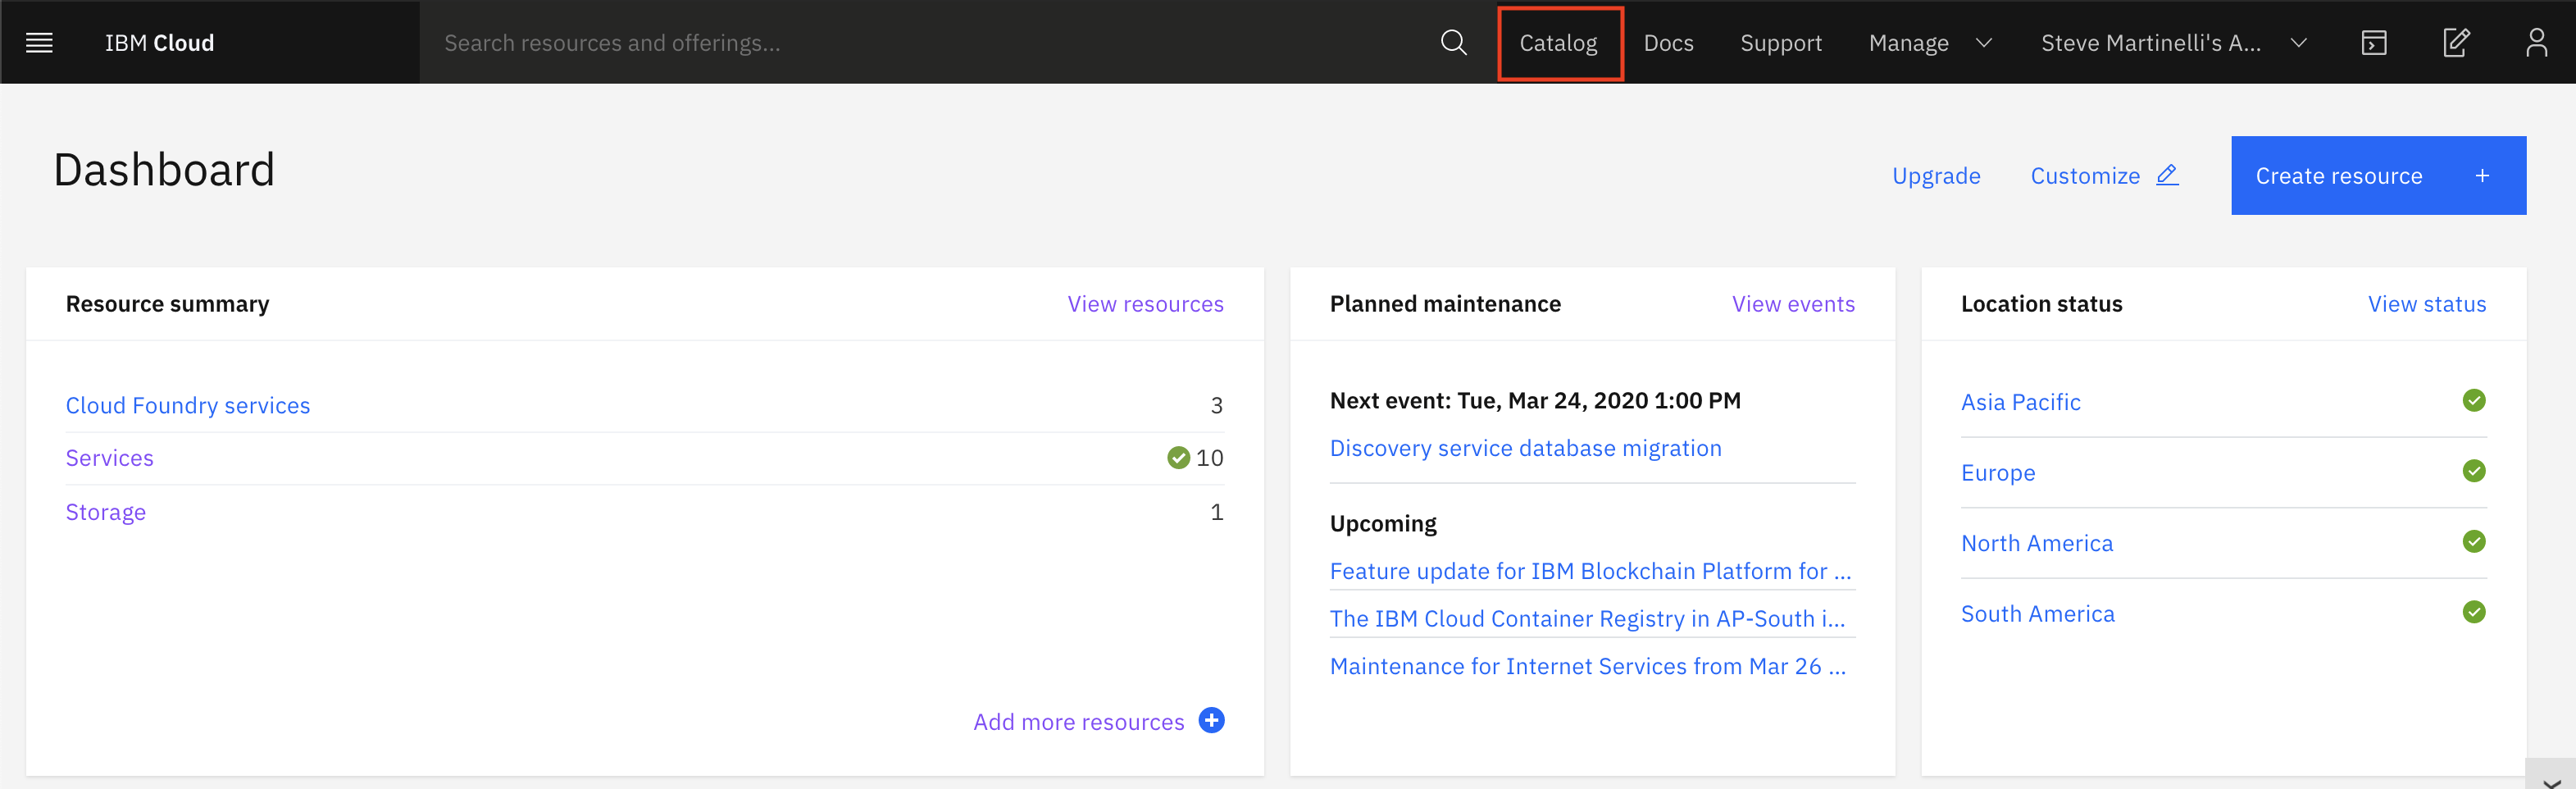 IBM Cloud
Search resources and offerings...
Catalog
Docs
Support
Manage
Steve Martinelli's A...
Dashboard
Upgrade
Customize
Create resource +
Resource summary
View resources
Cloud Foundry services
3
Services
10
Storage
1
Add more resources
Planned maintenance
View events
Next event: Tue, Mar 24, 2020 1:00 PM
Discovery service database migration
Upcoming
Feature update for IBM Blockchain Platform for ...
The IBM Cloud Container Registry in AP-South i...
Maintenance for Internet Services from Mar 26 ...
Location status
View status
Asia Pacific
Europe
North America
South America